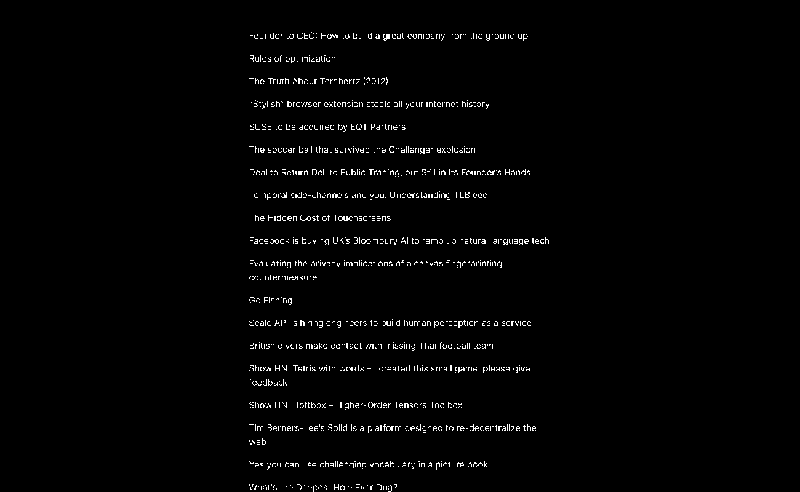 Founder to CEO: How to build a great company from the ground up
Rules of optimization
The Truth About Terahertz (2012)
"Stylish" browser extension steals all your internet history
SUSE to be acquired by EQT Partners
The soccer ball that survived the Challenger explosion
Deal to Return Dell to Public Trading, but Still in Its Founder's Hands
Temporal side-channels and you: Understanding TLBleed
The Hidden Cost of Touchscreens
Facebook is buying UK's Bloomsbury AI to ramp up natural language tech
Evaluating the privacy implications of a canvas fingerprinting
countermeasure
Go Fishing
Scale API is hiring engineers to build human perception as a service
British divers make contact with missing Thai football team
Show HN: Tetris with words – I created this small game, please give
feedback
Show HN: Hottbox – Higher-Order Tensors Toolbox
Tim Berners-Lee's Solid is a platform designed to re-decentralize the
web
Yes you can use challenging vocabulary in a picture book
What's the Deepest Hole Ever Dug?